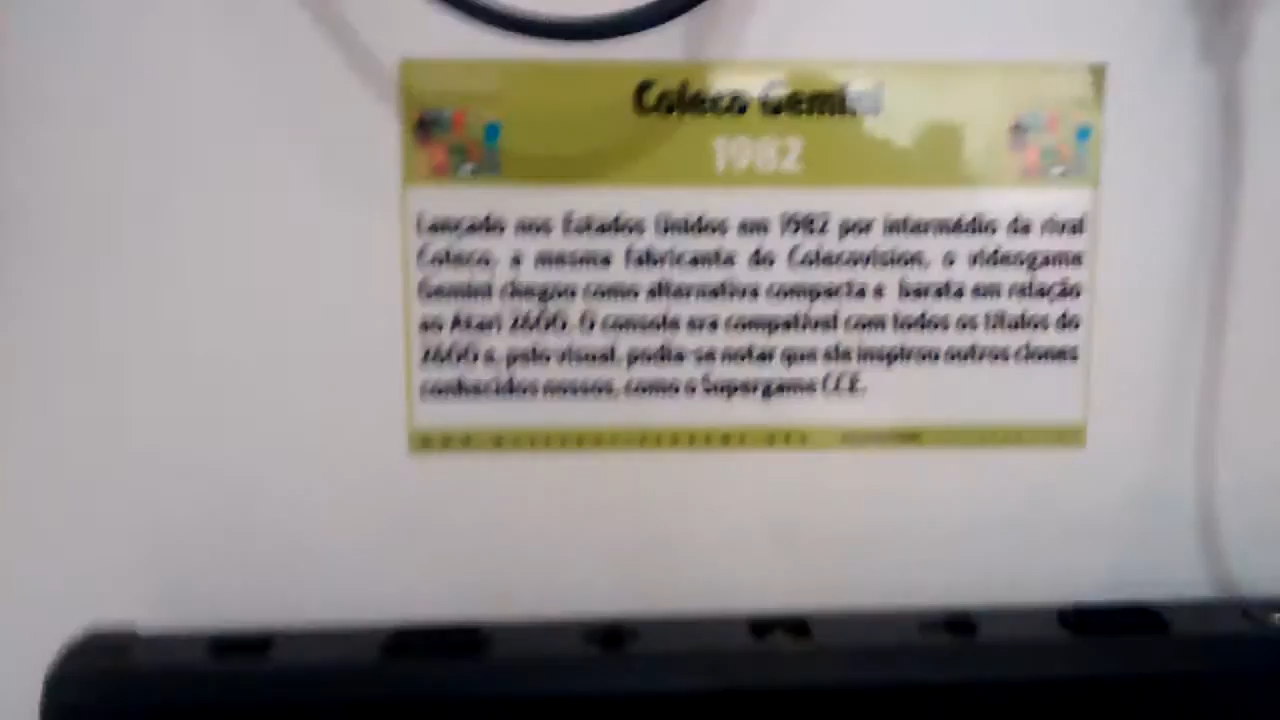 Coleco Gemini
1982
Lançado nos Estados Unidos em 1982 por intermédio da rival
Coleco, a mesma fabricante do Colecovision, o videogame
Gemini chegou como alternativa compacta e barata em relação
ao Atari 2600. O console era compatível com todos os títulos do
2600 e, pelo visual, podia-se notar que ele inspirou outros clones
conhecidos nossos, como o Supergame CCE.